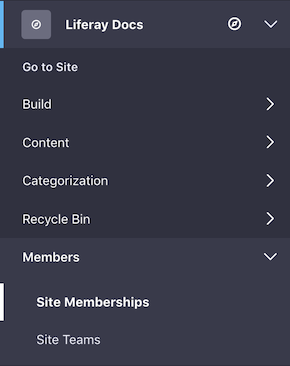 Liferay Docs
Go to Site
Build
Content
Categorization
Recycle Bin
Members
Site Memberships
Site Teams